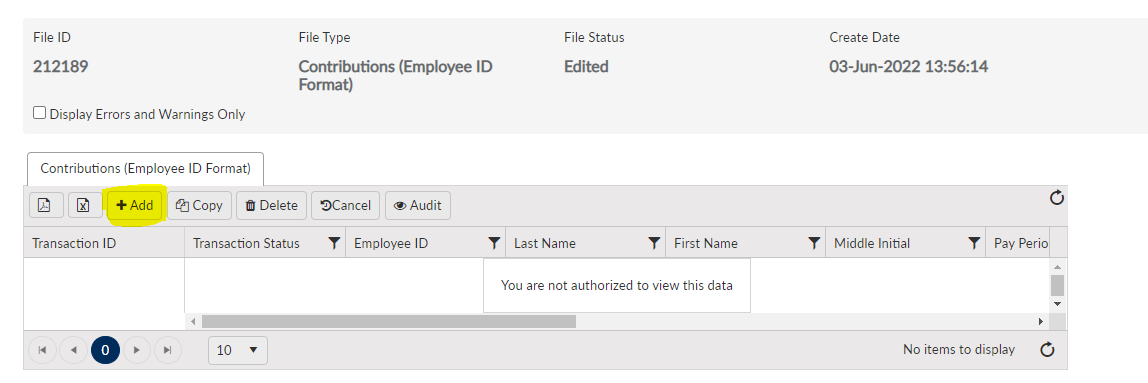 File ID File Type File Status Create Date
212189 Contributions (Employee ID Format) Edited 03-Jun-2022 13:56:14
Display Errors and Warnings Only
Contributions (Employee ID Format)
Add Copy Delete Cancel Audit
Transaction ID Transaction Status Employee ID Last Name First Name Middle Initial Pay Perio
You are not authorized to view this data
0 10 No items to display